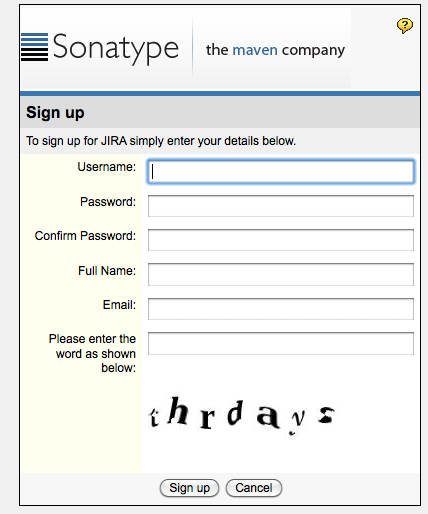 Sonatype the maven company
?
Sign up
To sign up for JIRA simply enter your details below.
Username:
Password:
Confirm Password:
Full Name:
Email:
Please enter the
word as shown
below:
Sign up Cancel